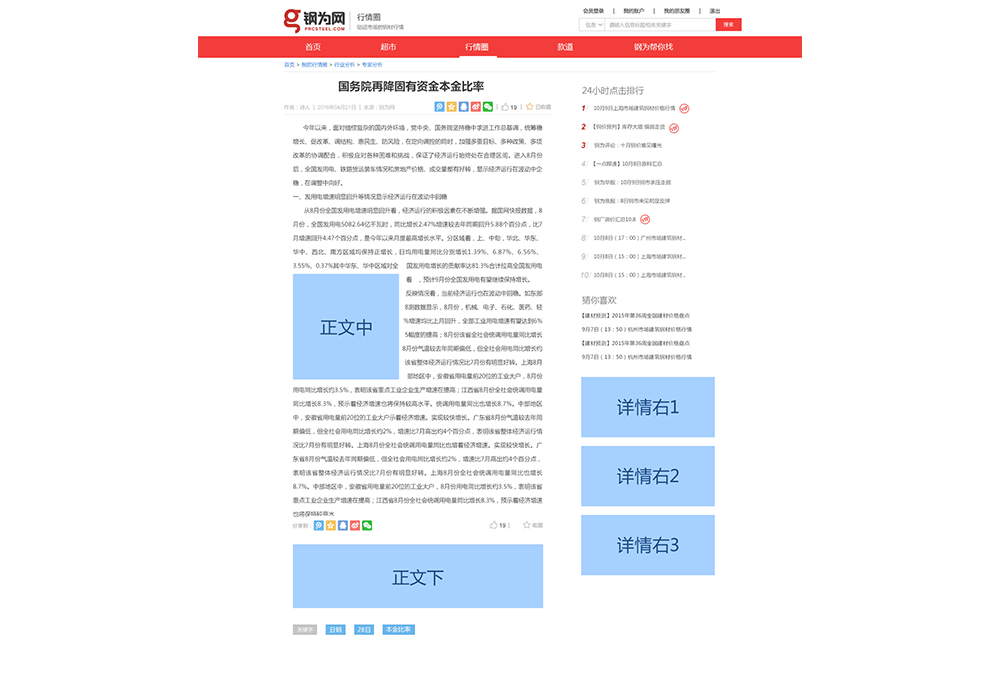 会员登录 | 我的账户 | 我的朋友圈 | 退出
钢为网
PRCSTEEL.COM
行情圈
贴近市场的钢材行情
信息 请输入信息标题和关键字 搜索
首页 超市 行情圈 款道 钢为帮你找
首页 > 钢为行情圈 > 行业分析 > 专家分析
国务院再降固有资金本金比率
作者：诗人 | 2016年04月21日 | 来源：钢为网
19 已收藏
今年以来，面对错综复杂的国内外环境，党中央、国务院坚持稳中求进工作总基调，统筹稳
增长、促改革、调结构、惠民生、防风险，在定向调控的同时，加强多重目标、多种政策、多项
改革的协调配合，积极应对各种困难和挑战，保证了经济运行始终处在合理区间。进入8月份
后，全国发用电、铁路货运装车情况和房地产价格、成交量都有好转，显示经济运行在波动中企
稳，在调整中向好。
一、发用电增速明显回升等情况显示经济运行在波动中回稳
从8月份全国发用电增速明显回升看，经济运行的积极因素在不断增强。据国网快报数据，8
月份，全国发用电5082.64亿千瓦时，同比增长2.47%增速较去年同期回升5.88个百分点，比7
月增速回升4.47个百分点，是今年以来月度最高增长水平。分区域看，上、中旬，华北、华东、
华中、西北、南方区域均保持正增长，日均用电量同比分别增长1.39%、6.87%、6.56%、
3.55%、0.37%其中华东、华中区域对全 国发用电增长的贡献率达81.3%合计拉高全国发用电
看 ，预计9月份全国发用电有望继续保持增长。
反映情况看，当前经济运行也在波动中回稳。如东部
8测数据显示，8月份，机械、电子、石化、医药、轻
%增速均比上月回升，全部工业用电增速有望达到6%
5幅度的提高；8月份该省全社会统调用电量同比增长
8月份气温较去年同期偏低，但全社会用电同比增长约
该省整体经济运行情况比7月份有明显好转。上海8月
部地区中，安徽省用电量前20位的工业大户，8月份
用电同比增长约3.5%，表明该省重点工业企业生产增速在提高；江西省8月份全社会统调用电量
同比增长8.3%，预示着经济增速也将保持较高水平。统调用电量同比也增长8.7%。中部地区
中，安徽省用电量前20位的工业大户示着经济增速。实现较快增长。广东省8月份气温较去年同
期偏低，但全社会用电同比增长约2%，增速比7月高出约4个百分点，表明该省整体经济运行情
况比7月份有明显好转。上海8月份全社会统调用电量同比也增着经济增速。实现较快增长。广
东省8月份气温较去年同期偏低，但全社会用电同比增长约2%，增速比7月高出约4个百分点，
表明该省整体经济运行情况比7月份有明显好转。上海8月份全社会统调用电量同比也增长
8.7%。中部地区中，安徽省用电量前20位的工业大户，8月份用电同比增长约3.5%，表明该省
重点工业企业生产增速在提高；江西省8月份全社会统调用电量同比增长8.3%，预示着经济增速
也将保持较高水
正文中
分享到： 19 | 收藏
正文下
关键字 日钢 28日 本金比率
24小时点击排行
1 10月9日上海市场建筑钢材价格行情
2 【钢价预判】库存大增 偏弱走货
3 钢为评论：十月钢价难见曙光
4 【一点即通】10月8日原料汇总
5 钢为早报：10月9日钢市承压走弱
6 钢为晚报：8日钢市未见明显反弹
7 钢厂调价汇总10.8
8 10月8日（17：00）广州市场建筑钢材...
9 10月8日（15：00）上海市场建筑钢材...
10 10月8日（15：00）上海市场建筑钢材...
猜你喜欢
【建材预测】2015年第36周全国建材价格盘点
9月7日（13：50）杭州市场建筑钢材价格行情
【建材预测】2015年第36周全国建材价格盘点
9月7日（13：50）杭州市场建筑钢材价格行情
详情右1
详情右2
详情右3